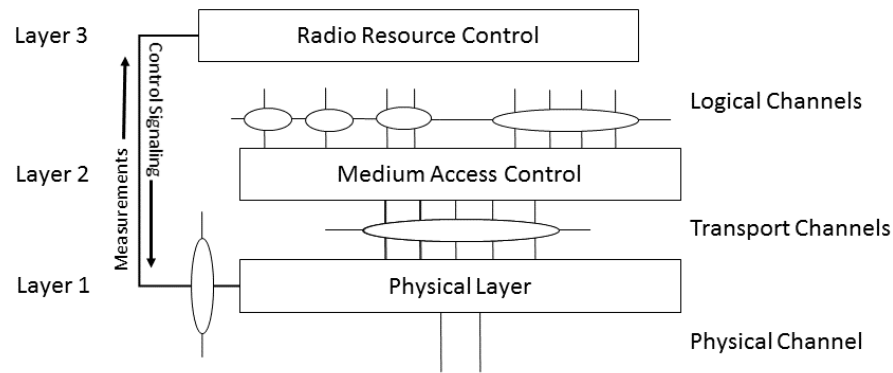 Layer 3
Radio Resource Control
Control Signaling
Measurements
Logical Channels
Layer 2
Medium Access Control
Transport Channels
Layer 1
Physical Layer
Physical Channel